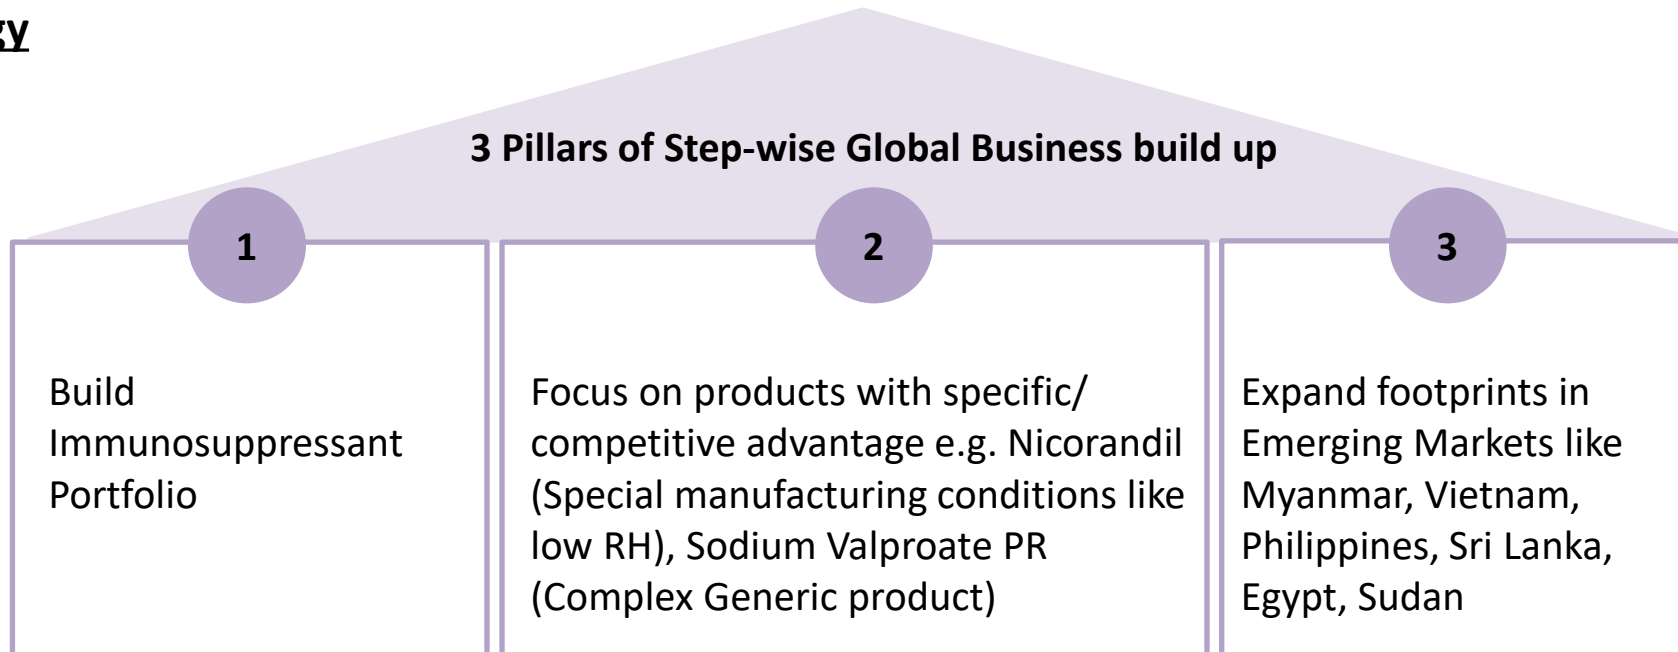 gy
3 Pillars of Step-wise Global Business build up
1
2
3
Build
Immunosuppressant
Portfolio
Focus on products with specific/
competitive advantage e.g. Nicorandil
(Special manufacturing conditions like
low RH), Sodium Valproate PR
(Complex Generic product)
Expand footprints in
Emerging Markets like
Myanmar, Vietnam,
Philippines, Sri Lanka,
Egypt, Sudan